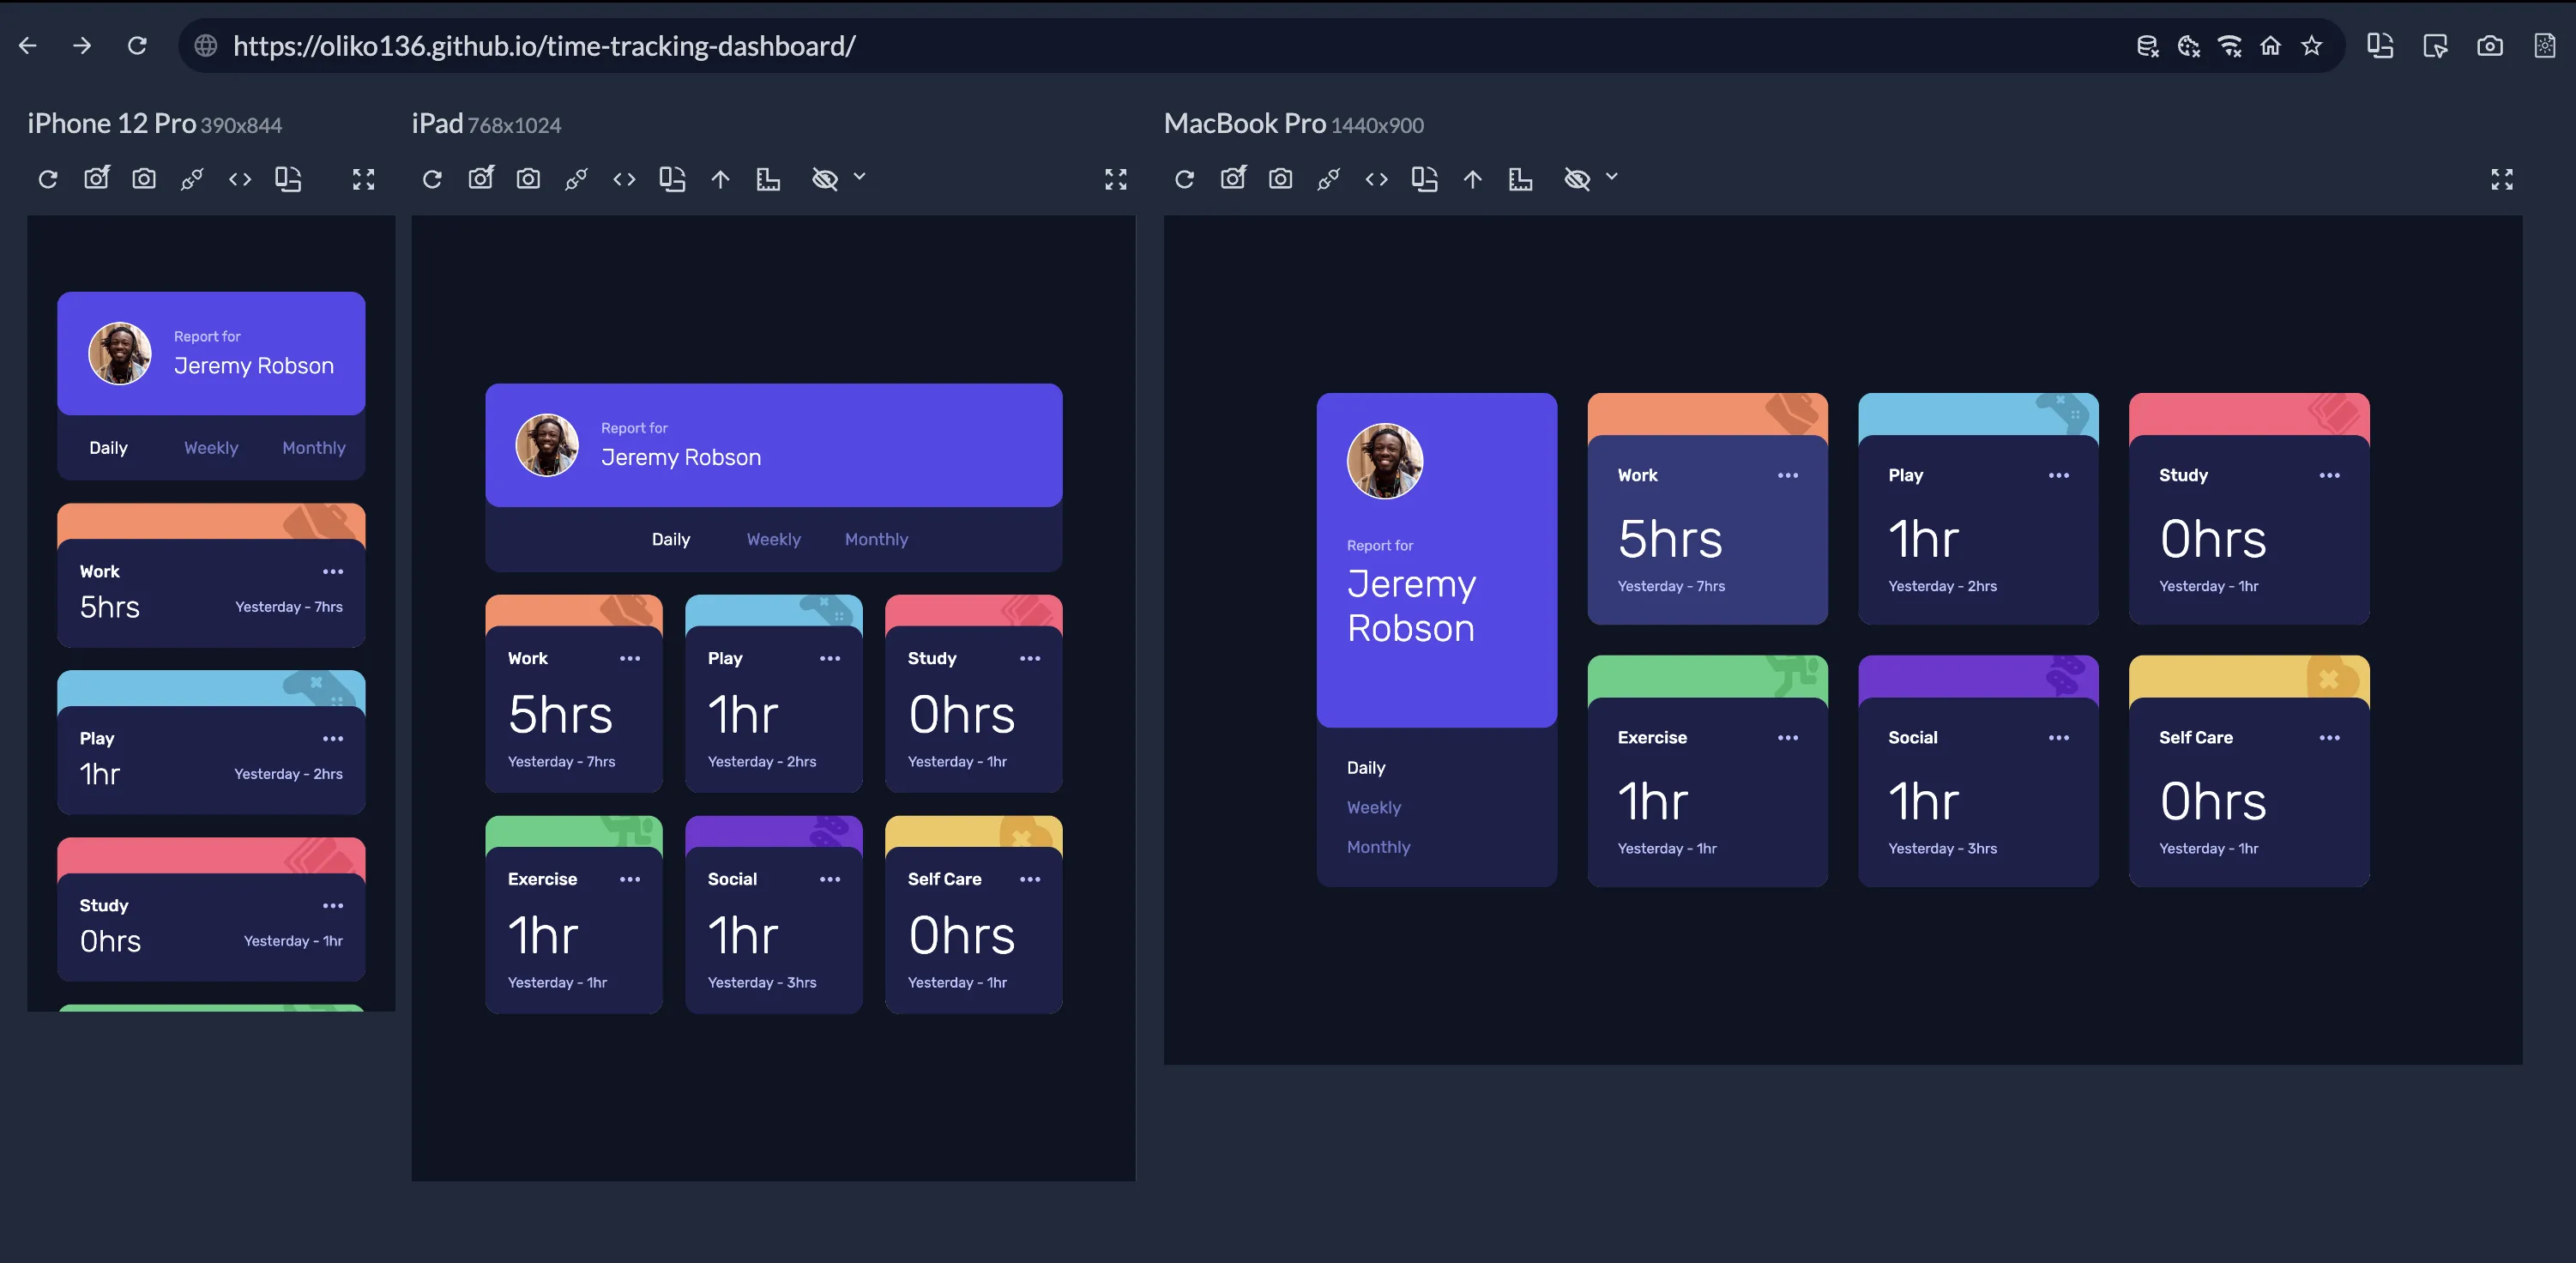 https://oliko136.github.io/time-tracking-dashboard/
iPhone 12 Pro 390x844
Report for
Jeremy Robson
Daily Weekly Monthly
Work
5hrs Yesterday - 7hrs
Play
1hr Yesterday - 2hrs
Study
0hrs Yesterday - 1hr
iPad 768x1024
Report for
Jeremy Robson
Daily Weekly Monthly
Work Play Study
5hrs 1hr 0hrs
Yesterday - 7hrs Yesterday - 2hrs Yesterday - 1hr
Exercise Social Self Care
1hr 1hr 0hrs
Yesterday - 1hr Yesterday - 3hrs Yesterday - 1hr
MacBook Pro 1440x900
Report for
Jeremy
Robson
Daily
Weekly
Monthly
Work Play Study
5hrs 1hr 0hrs
Yesterday - 7hrs Yesterday - 2hrs Yesterday - 1hr
Exercise Social Self Care
1hr 1hr 0hrs
Yesterday - 1hr Yesterday - 3hrs Yesterday - 1hr